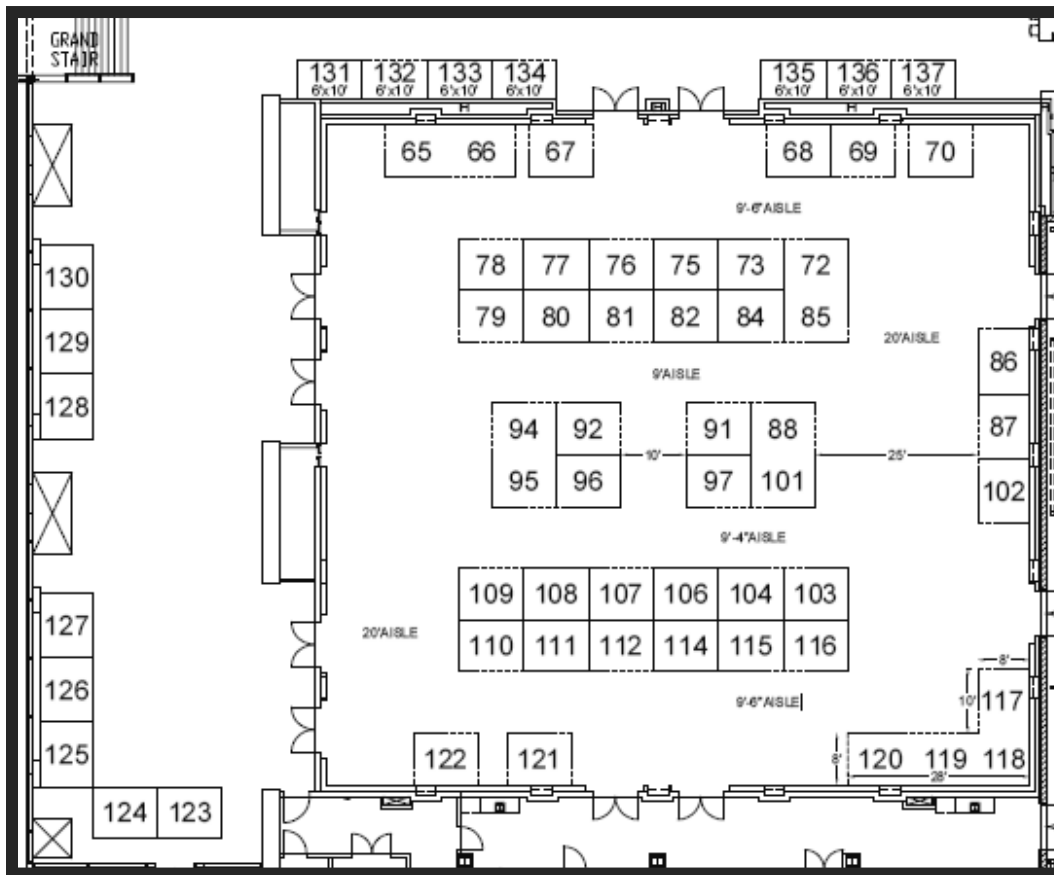 GRAND
STAIR
131 132 133 134 135 136 137
6'x10' 6'x10' 6'x10' 6'x10' 6'x10' 6'x10' 6'x10'
65 66 67 68 69 70
9'-6" AISLE
130
78 77 76 75 73 72
79 80 81 82 84 85
129
20' AISLE
86
9' AISLE
128
94 92 91 88 87
10' 25'
95 96 97 101 102
9'-4" AISLE
109 108 107 106 104 103
127
20' AISLE
110 111 112 114 115 116
8'
126
9'-6" AISLE
10' 117
125
122 121 8' 120 119 118
28'
124 123